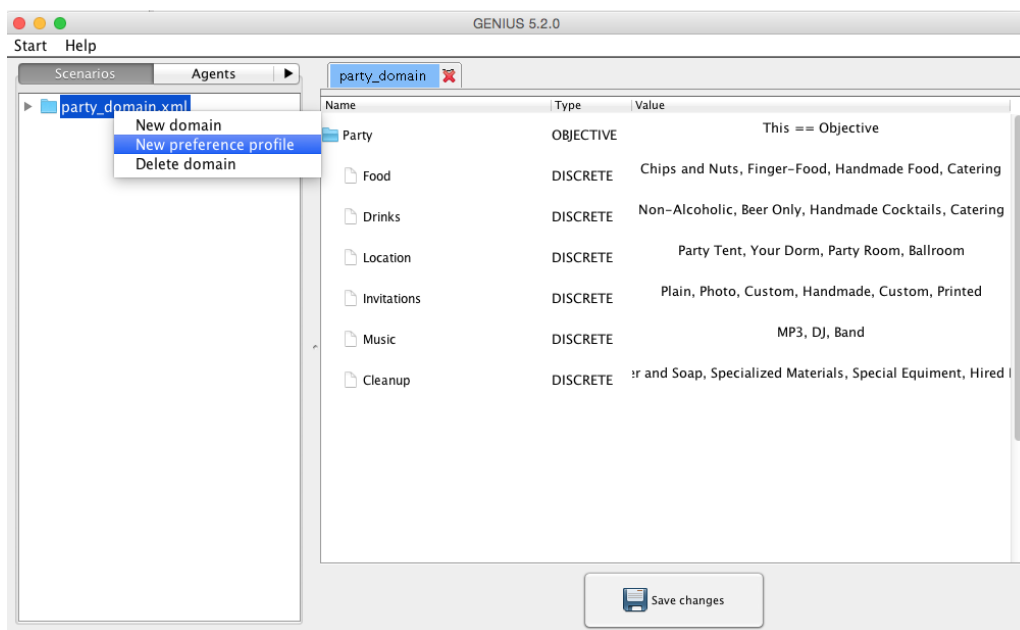 GENIUS 5.2.0
Start Help
Scenarios Agents
party_domain
party_domain.xml
New domain
New preference profile
Delete domain
Name Type Value
Party OBJECTIVE This == Objective
Food DISCRETE Chips and Nuts, Finger-Food, Handmade Food, Catering
Drinks DISCRETE Non-Alcoholic, Beer Only, Handmade Cocktails, Catering
Location DISCRETE Party Tent, Your Dorm, Party Room, Ballroom
Invitations DISCRETE Plain, Photo, Custom, Handmade, Custom, Printed
Music DISCRETE MP3, DJ, Band
Cleanup DISCRETE and Soap, Specialized Materials, Special Equiment, Hired
Save changes